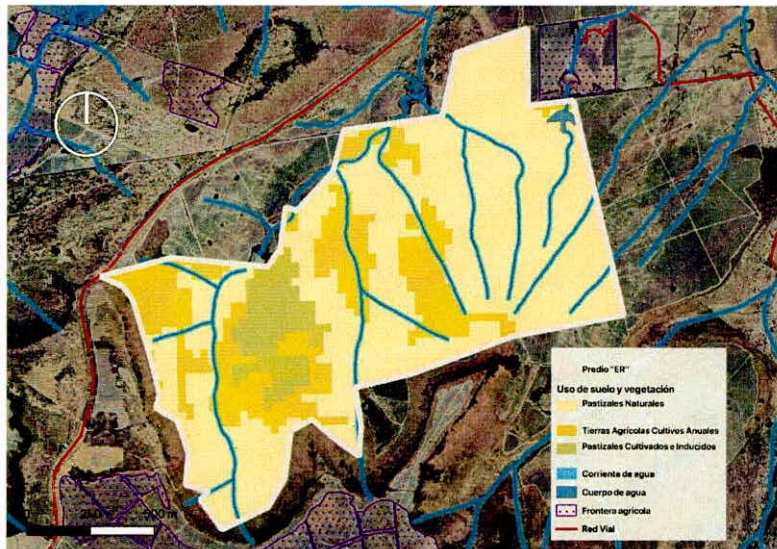 Predio "ER"
Uso de suelo y vegetación
Pastizales Naturales
Tierras Agrícolas Cultivos Anuales
Pastizales Cultivados e Inducidos
Corriente de agua
Cuerpo de agua
Frontera agrícola
Red Vial
500 m